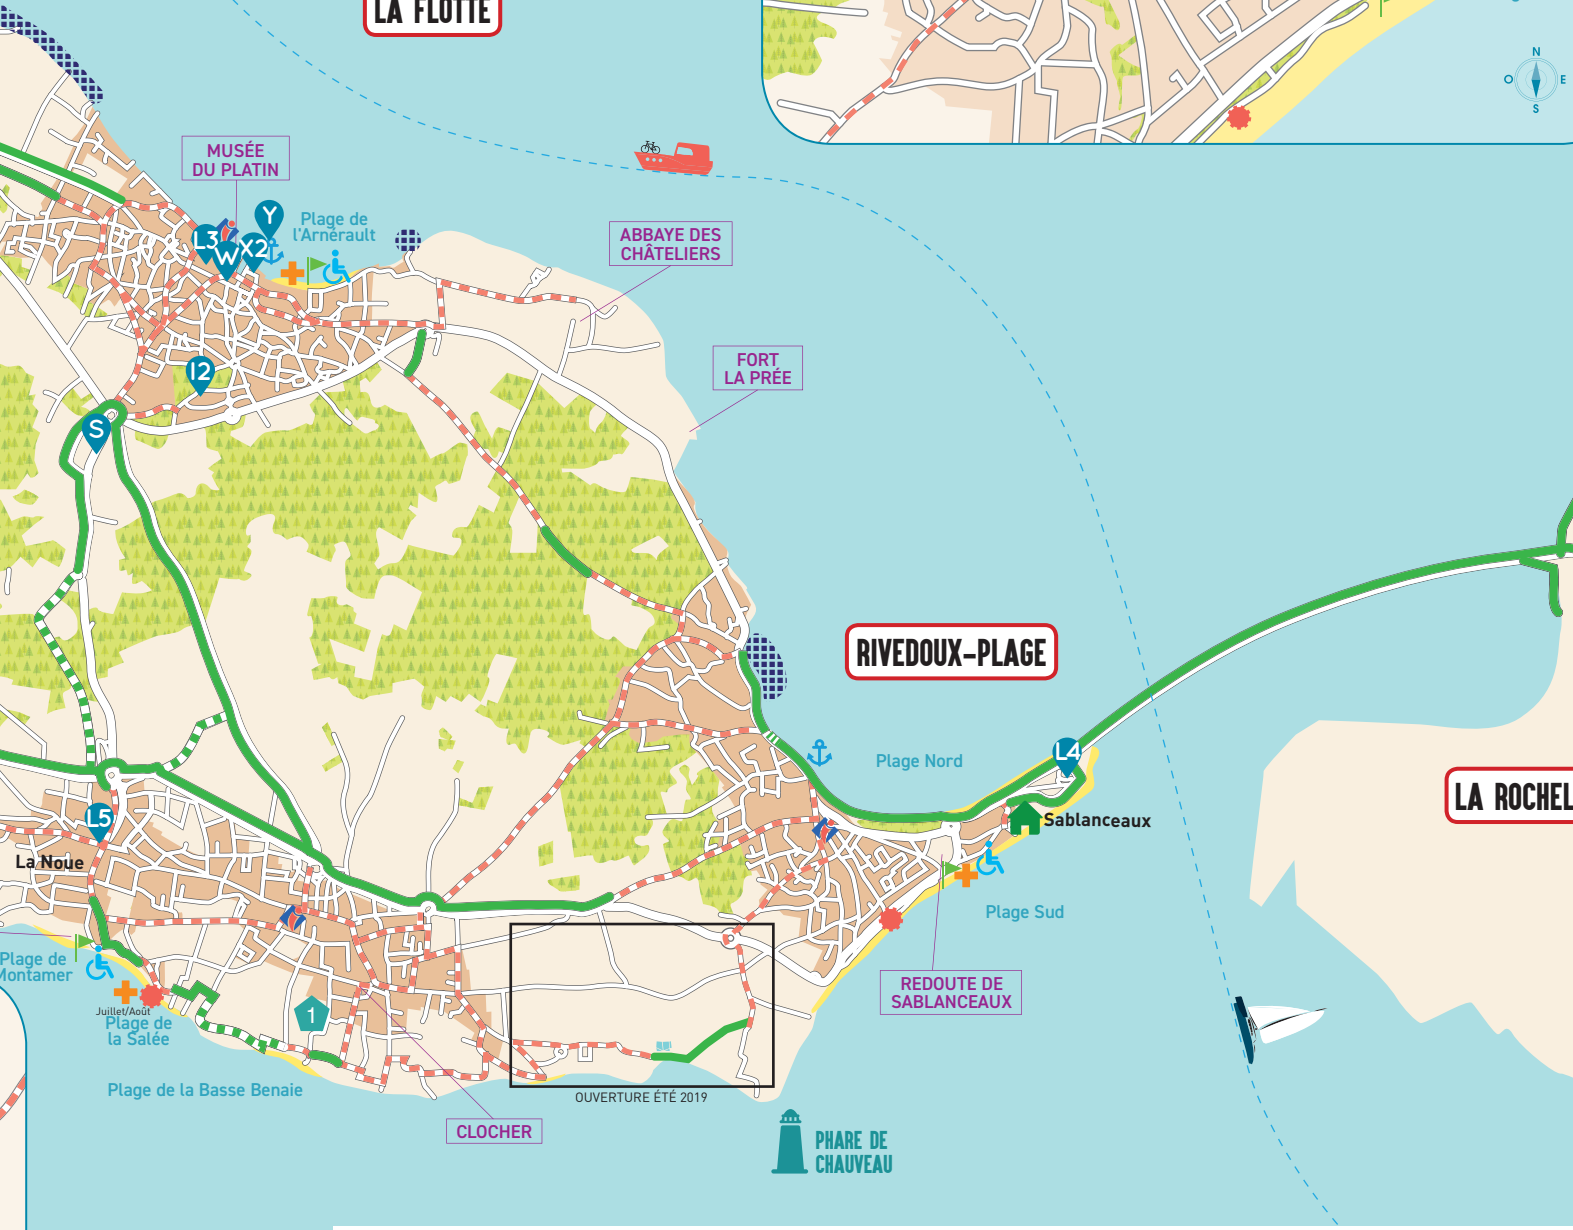 LA FLOTTE
N
O
E
S
MUSÉE
DU PLATIN
Y
L3
W
X2
Plage de
l'Arnérault
ABBAYE DES
CHÂTELIERS
FORT
LA PRÉE
I2
S
RIVEDOUX-PLAGE
Plage Nord
L4
Sablanceaux
LA ROCHEL
L5
La Noue
Plage Sud
REDOUTE DE
SABLANCEAUX
Plage de
Montamer
Juillet/Août
Plage de
la Salée
1
Plage de la Basse Benaie
OUVERTURE ÉTÉ 2019
CLOCHER
PHARE DE
CHAUVEAU